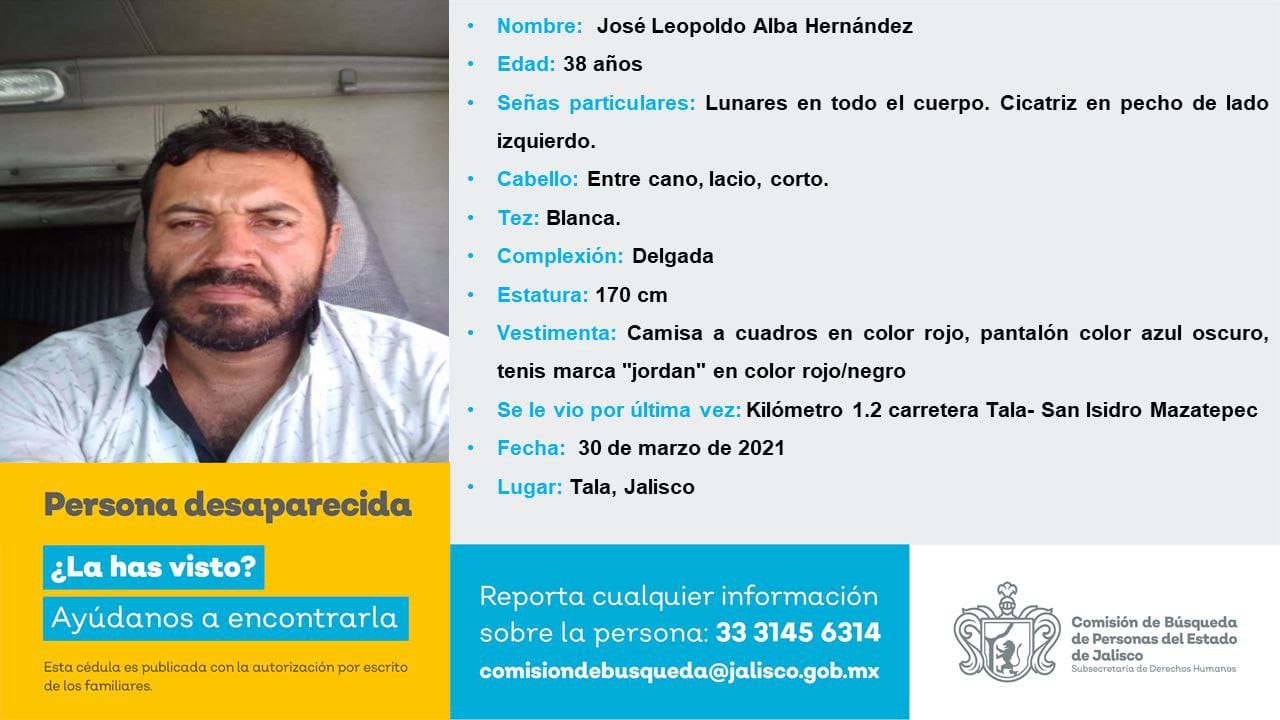 Nombre: José Leopoldo Alba Hernández
Edad: 38 años
Señas particulares: Lunares en todo el cuerpo. Cicatriz en pecho de lado
izquierdo.
Cabello: Entre cano, lacio, corto.
Tez: Blanca.
Complexión: Delgada
Estatura: 170 cm
Vestimenta: Camisa a cuadros en color rojo, pantalón color azul oscuro,
tenis marca "jordan" en color rojo/negro
Se le vio por última vez: Kilómetro 1.2 carretera Tala- San Isidro Mazatepec
Fecha: 30 de marzo de 2021
Lugar: Tala, Jalisco
Persona desaparecida
¿La has visto?
Ayúdanos a encontrarla
Esta cédula es publicada con la autorización por escrito
de los familiares.
Reporta cualquier información
sobre la persona: 33 3145 6314
comisiondebusqueda@jalisco.gob.mx
Comisión de Búsqueda
de Personas del Estado
de Jalisco
Subsecretaría de Derechos Humanos